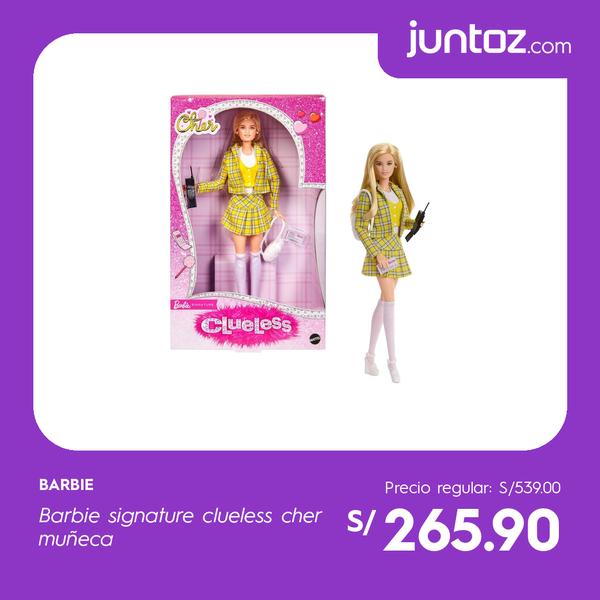 juntoz.com
Cher
Barbie
CLUELESS
BARBIE
Barbie signature clueless cher
muñeca
Precio regular: S/539.00
S/ 265.90